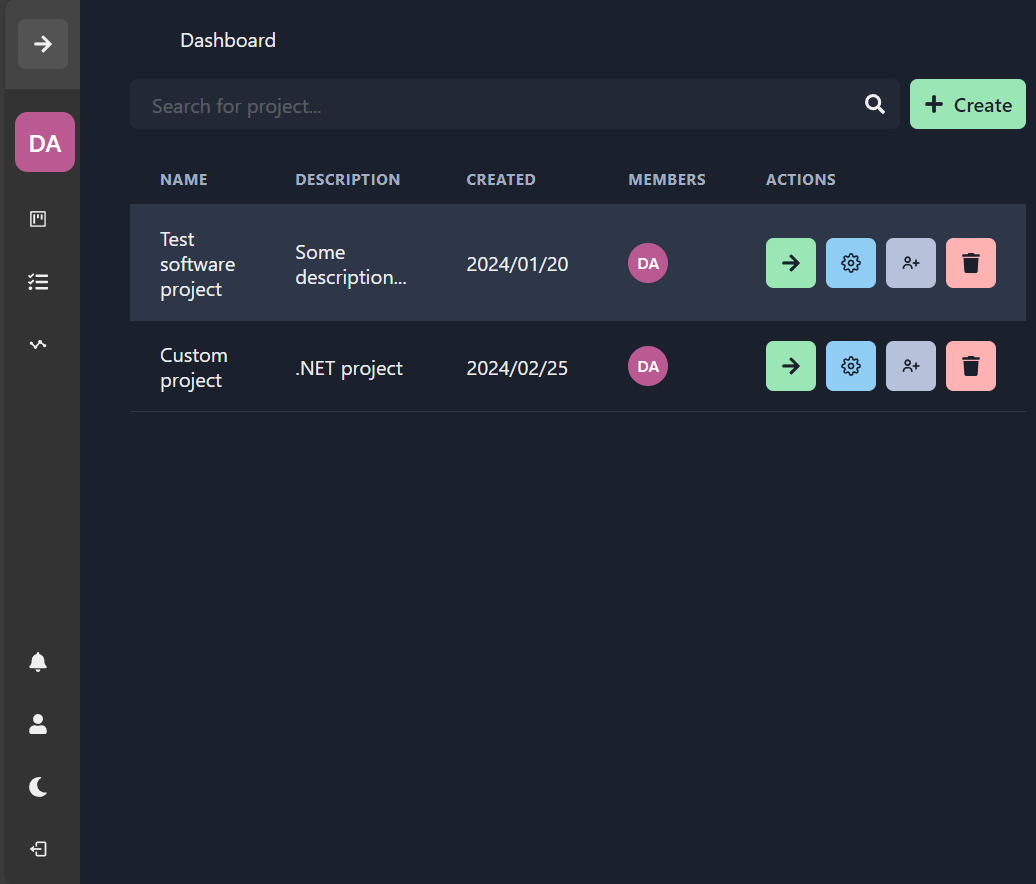 Dashboard
Search for project...
Create
DA
NAME DESCRIPTION CREATED MEMBERS ACTIONS
Test
software
project
Some
description...
2024/01/20
DA
Custom
project
.NET project
2024/02/25
DA